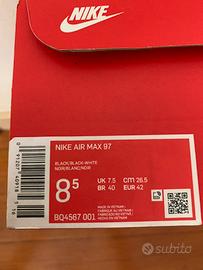 NIKE
NIKE AIR MAX 97
BLACK/BLACK-WHITE
NOIR/BLANC/NOIR
8.5
UK 7.5
CM 26.5
BR 40
EUR 42
BQ4567 001
MADE IN VIETNAM
subito